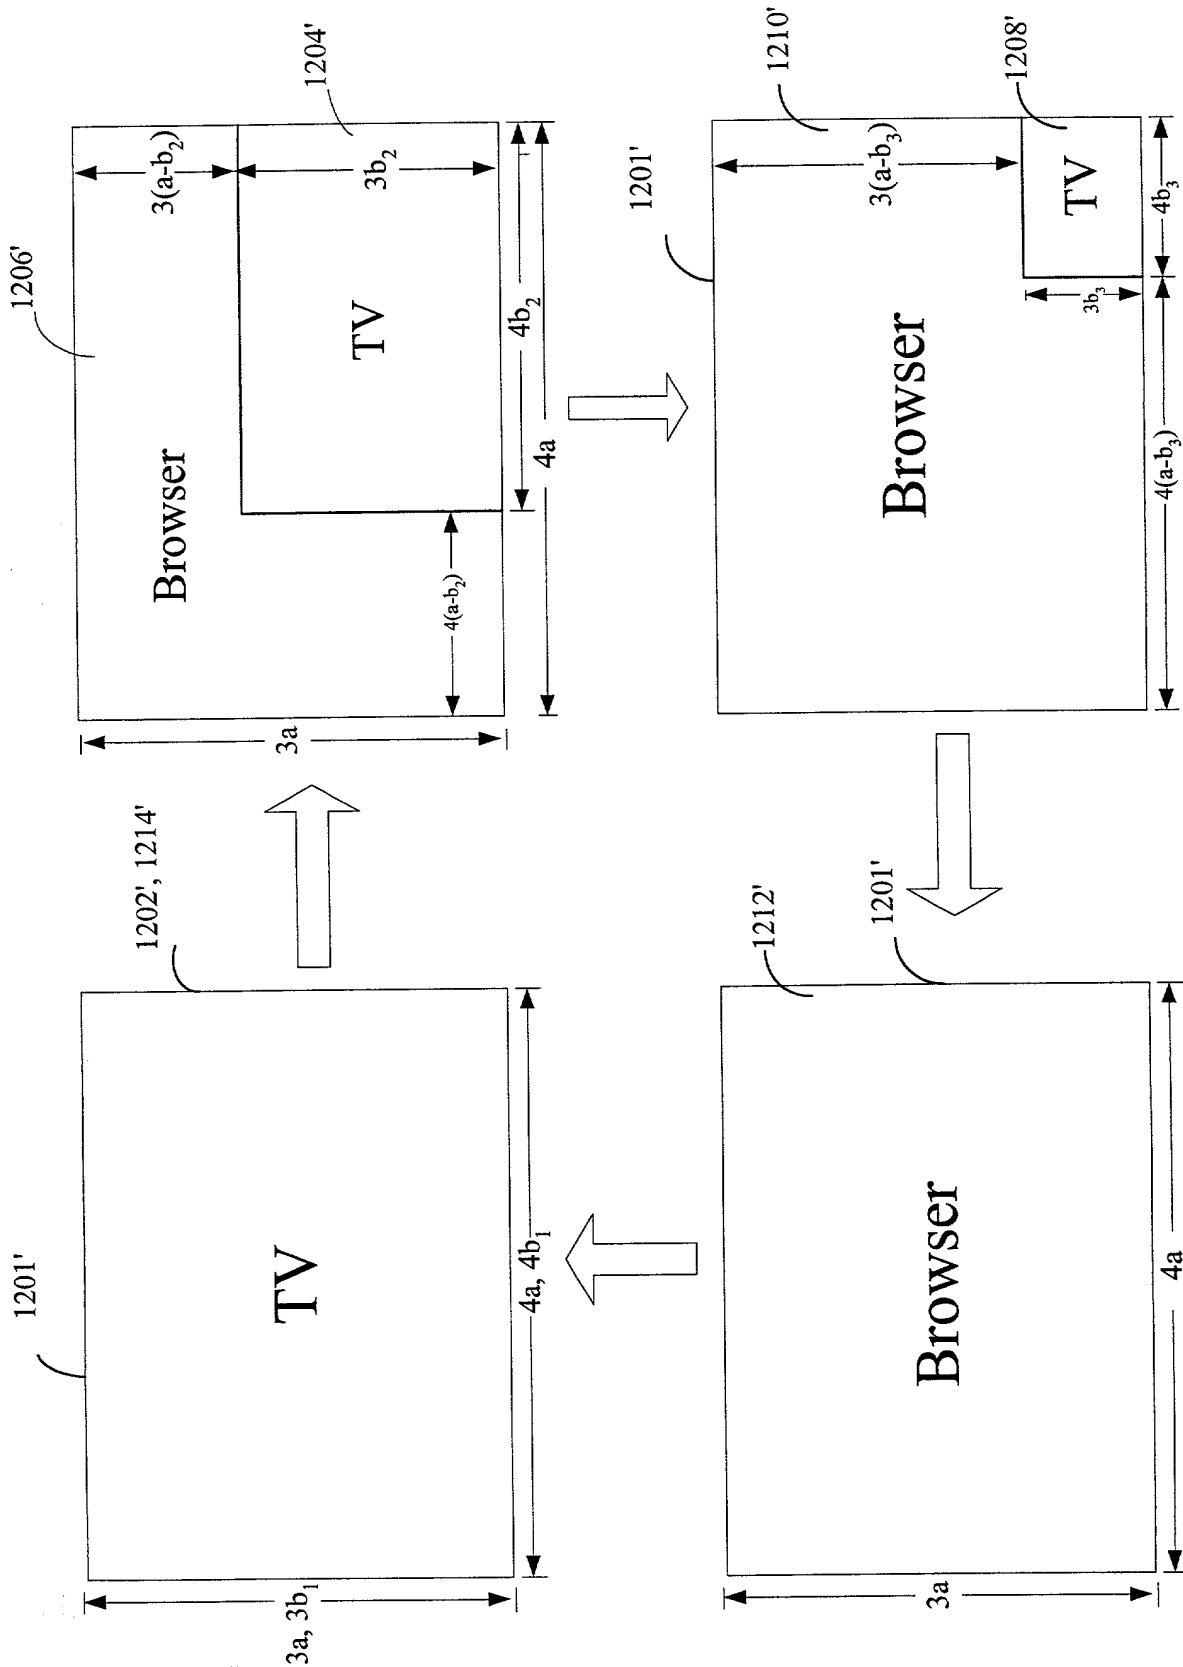 1201'
TV
3a, 3b₁
4a, 4b₁
1202', 1214'
1206'
1204'
Browser
TV
3(a-b₂)
3b₂
4(a-b₂)
4b₂
4a
3a
1201'
1210'
1208'
Browser
TV
3(a-b₃)
3b₃
4b₃
4(a-b₃)
1212'
1201'
Browser
3a
4a